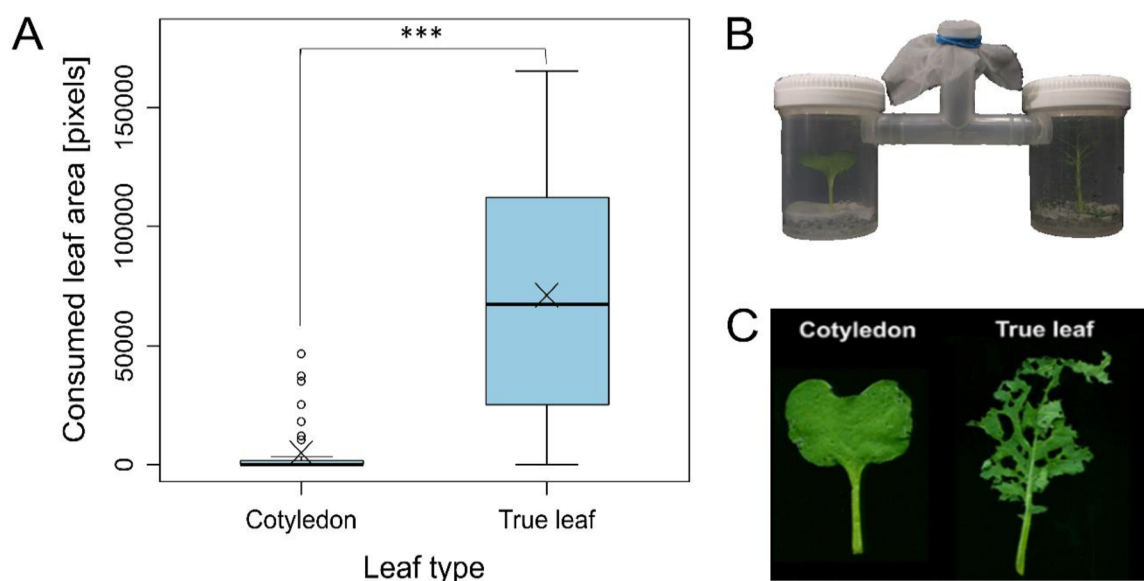 A
***
Consumed leaf area [pixels]
150000
100000
50000
0
Cotyledon
True leaf
Leaf type
B
C
Cotyledon
True leaf